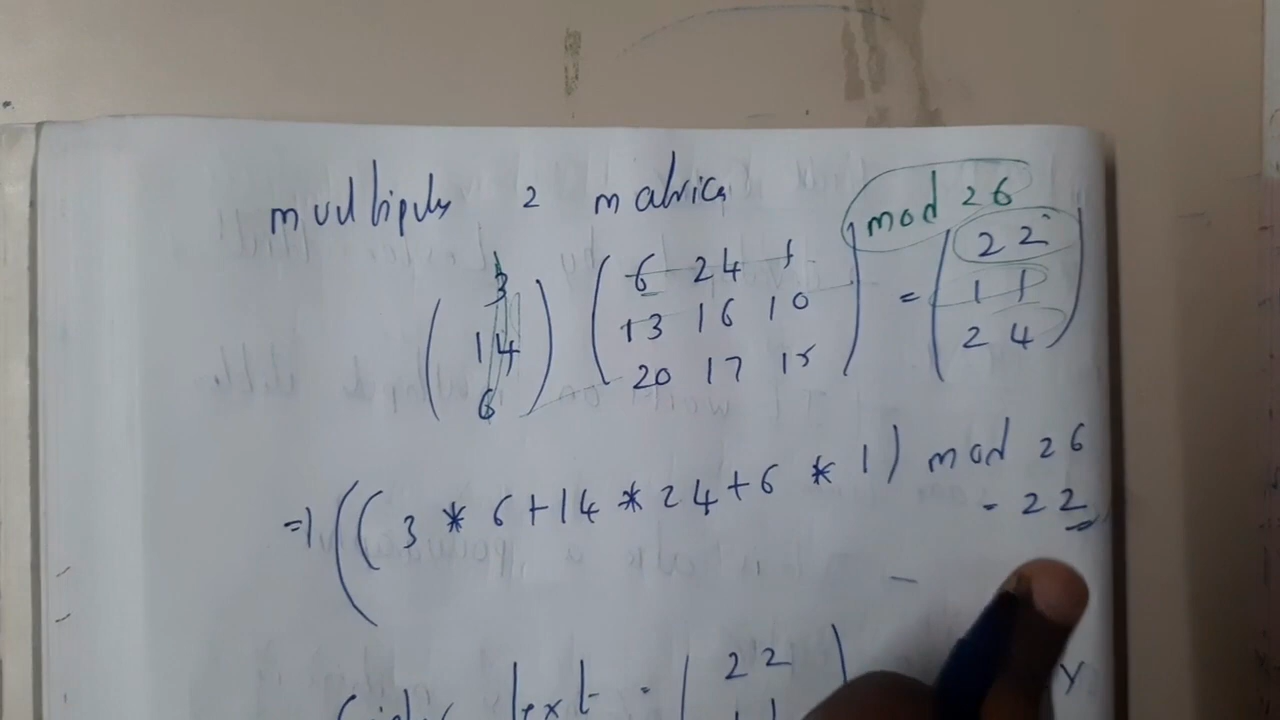 multiply 2 matrices
mod 26
3 6 24 1 22
14 13 16 10 = 11
6 20 17 15 24
=) ((3 * 6 + 14 * 24 + 6 * 1) mod 26
= 22
text = 22
11
Y